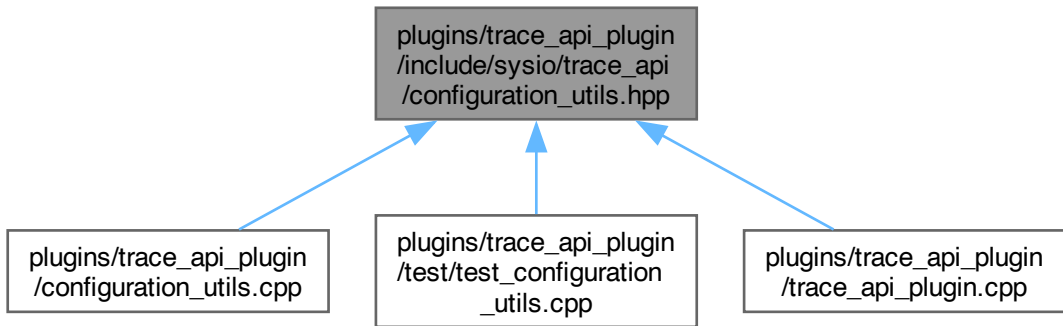 plugins/trace_api_plugin
/include/sysio/trace_api
/configuration_utils.hpp
plugins/trace_api_plugin
/configuration_utils.cpp
plugins/trace_api_plugin
/test/test_configuration
_utils.cpp
plugins/trace_api_plugin
/trace_api_plugin.cpp